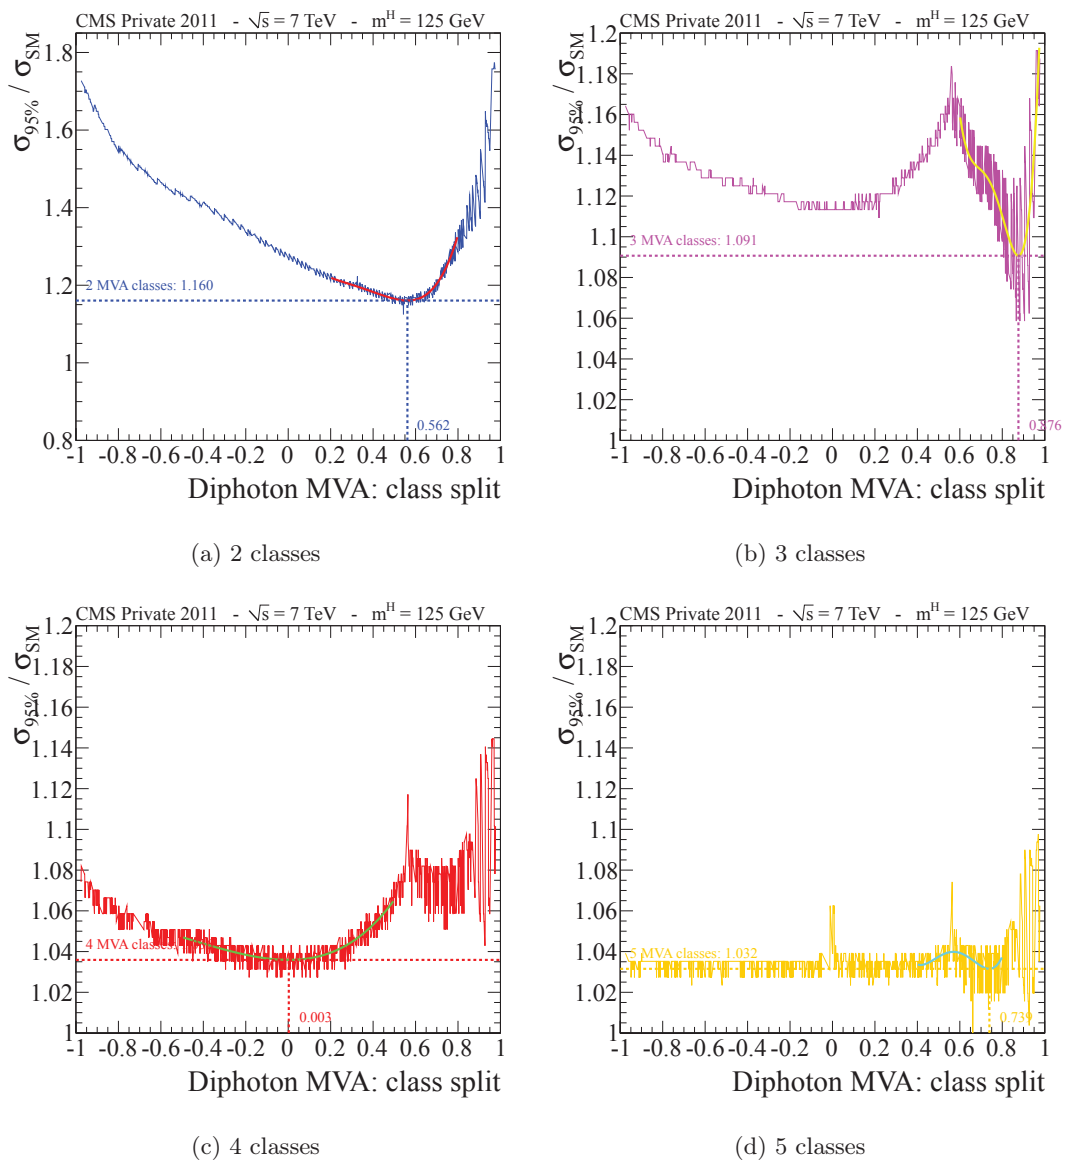 CMS Private 2011 - √s = 7 TeV - m^H = 125 GeV
σ95% / σSM
1.8
1.6
1.4
1.2
1
0.8
2 MVA classes: 1.160
0.562
-1 -0.8 -0.6 -0.4 -0.2 0 0.2 0.4 0.6 0.8 1
Diphoton MVA: class split
(a) 2 classes
CMS Private 2011 - √s = 7 TeV - m^H = 125 GeV
σ95% / σSM
1.2
1.18
1.16
1.14
1.12
1.1
1.08
1.06
1.04
1.02
1
3 MVA classes: 1.091
0.876
-1 -0.8 -0.6 -0.4 -0.2 0 0.2 0.4 0.6 0.8 1
Diphoton MVA: class split
(b) 3 classes
CMS Private 2011 - √s = 7 TeV - m^H = 125 GeV
σ95% / σSM
1.2
1.18
1.16
1.14
1.12
1.1
1.08
1.06
1.04
1.02
1
4 MVA classes:
0.003
-1 -0.8 -0.6 -0.4 -0.2 0 0.2 0.4 0.6 0.8 1
Diphoton MVA: class split
(c) 4 classes
CMS Private 2011 - √s = 7 TeV - m^H = 125 GeV
σ95% / σSM
1.2
1.18
1.16
1.14
1.12
1.1
1.08
1.06
1.04
1.02
1
5 MVA classes: 1.032
0.739
-1 -0.8 -0.6 -0.4 -0.2 0 0.2 0.4 0.6 0.8 1
Diphoton MVA: class split
(d) 5 classes